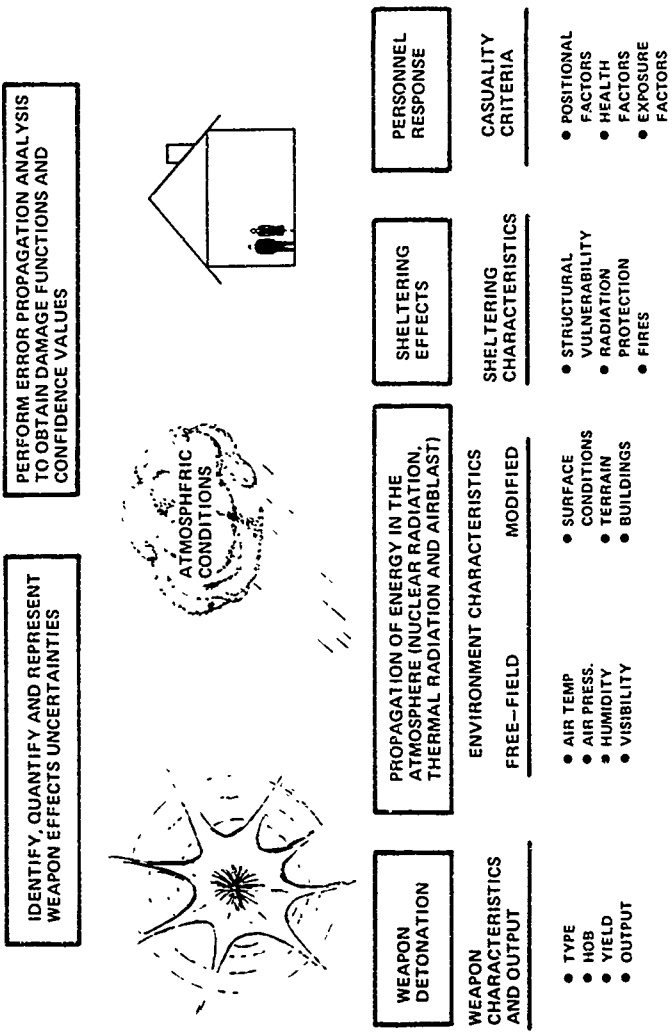 IDENTIFY, QUANTIFY AND REPRESENT
WEAPON EFFECTS UNCERTAINTIES
PERFORM ERROR PROPAGATION ANALYSIS
TO OBTAIN DAMAGE FUNCTIONS AND
CONFIDENCE VALUES
ATMOSPHERIC
CONDITIONS
WEAPON
DETONATION
WEAPON
CHARACTERISTICS
AND OUTPUT
• TYPE
• HOB
• YIELD
• OUTPUT
PROPAGATION OF ENERGY IN THE
ATMOSPHERE (NUCLEAR RADIATION,
THERMAL RADIATION AND AIRBLAST)
ENVIRONMENT CHARACTERISTICS
FREE-FIELD
• AIR TEMP
• AIR PRESS.
• HUMIDITY
• VISIBILITY
MODIFIED
• SURFACE
CONDITIONS
• TERRAIN
• BUILDINGS
SHELTERING
EFFECTS
SHELTERING
CHARACTERISTICS
• STRUCTURAL
VULNERABILITY
• RADIATION
PROTECTION
• FIRES
PERSONNEL
RESPONSE
CASUALITY
CRITERIA
• POSITIONAL
FACTORS
• HEALTH
FACTORS
• EXPOSURE
FACTORS